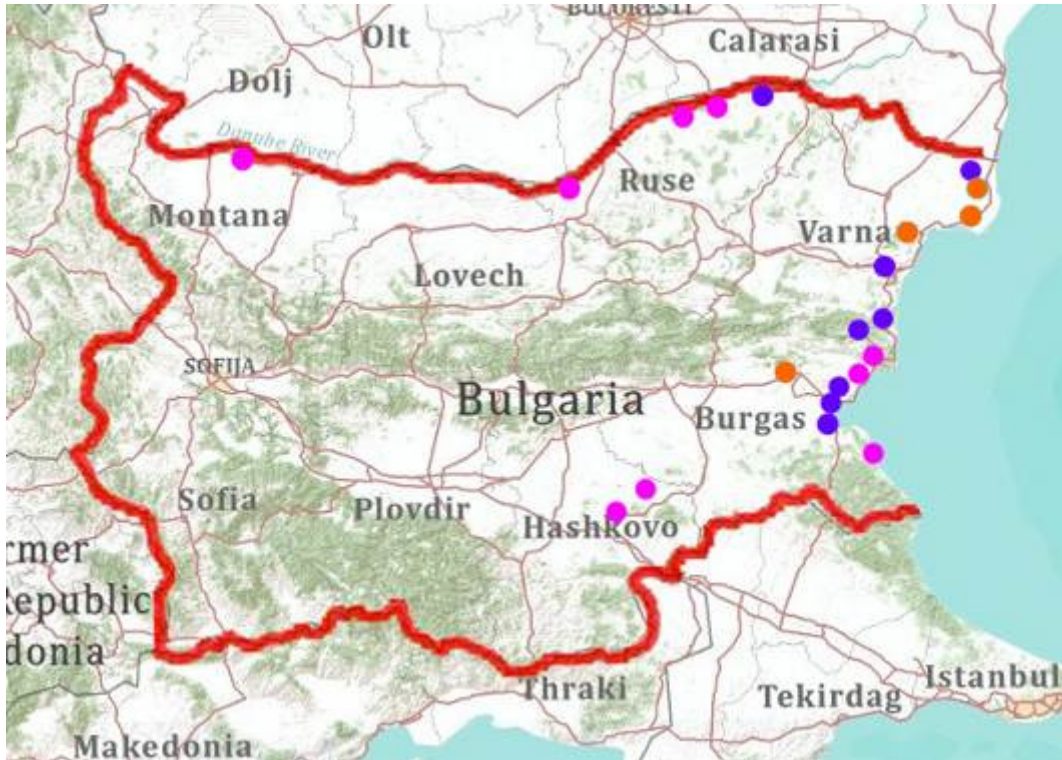 BUCURESTI
Olt
Calarasi
Dolj
Danube River
Ruse
Montana
Varna
Lovech
SOFIJA
Bulgaria
Burgas
Sofia
Plovdir
Hashkovo
rmer
Republic
donia
Thraki
Istanbul
Tekirdag
Makedonia